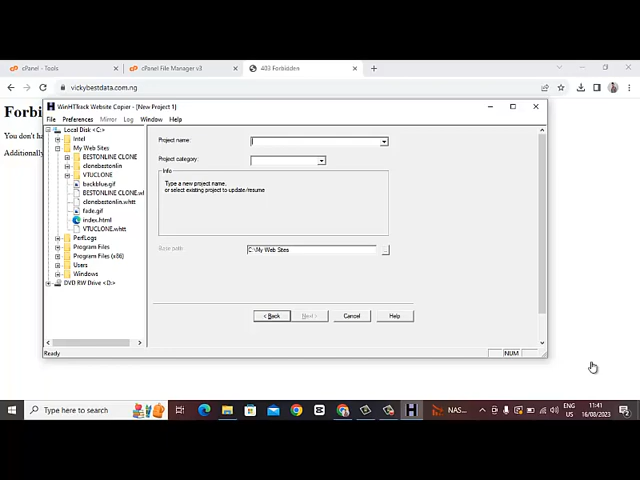 cPanel - Tools
cPanel File Manager v3
403 Forbidden
vickybestdata.com.ng
Forbi
You don't ha
Additionally
WinHTTrack Website Copier - [New Project 1]
File Preferences Mirror Log Window Help
Local Disk <C:>
Intel
My Web Sites
BESTONLINE CLONE
clonebestonlin
VTUCLONE
backblue.gif
BESTONLINE CLONE.wl
clonebestonlin.whtt
fade.gif
index.html
VTUCLONE.whtt
PerfLogs
Program Files
Program Files (x86)
Users
Windows
DVD RW Drive <D:>
Project name:
Project category:
Info
Type a new project name,
or select existing project to update/resume
Base path:
C:\My Web Sites
..
< Back
Next >
Cancel
Help
Ready
NUM
Type here to search
NAS...
ENG
US
11:41
16/08/2023
2